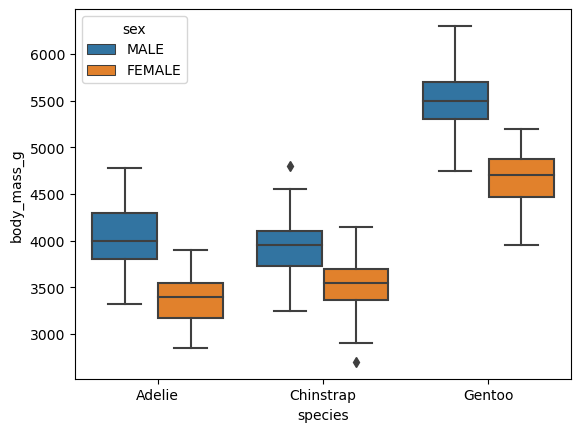 sex
MALE
FEMALE
body_mass_g
6000
5500
5000
4500
4000
3500
3000
Adelie
Chinstrap
Gentoo
species